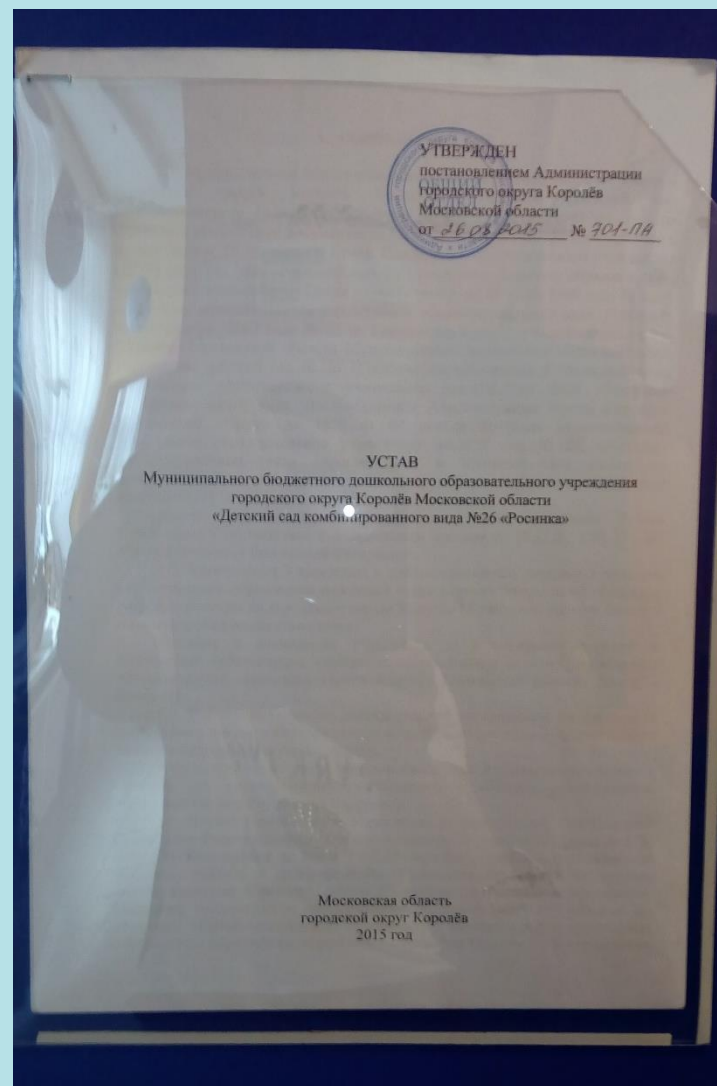 УТВЕРЖДЕН
постановлением Администрации
городского округа Королёв
Московской области
от 26 08 2015 № 701-ПА
ОБЩИЙ
ОТДЕЛ
УСТАВ
Муниципального бюджетного дошкольного образовательного учреждения
городского округа Королёв Московской области
«Детский сад комбинированного вида №26 «Росинка»
Московская область
городской округ Королёв
2015 год